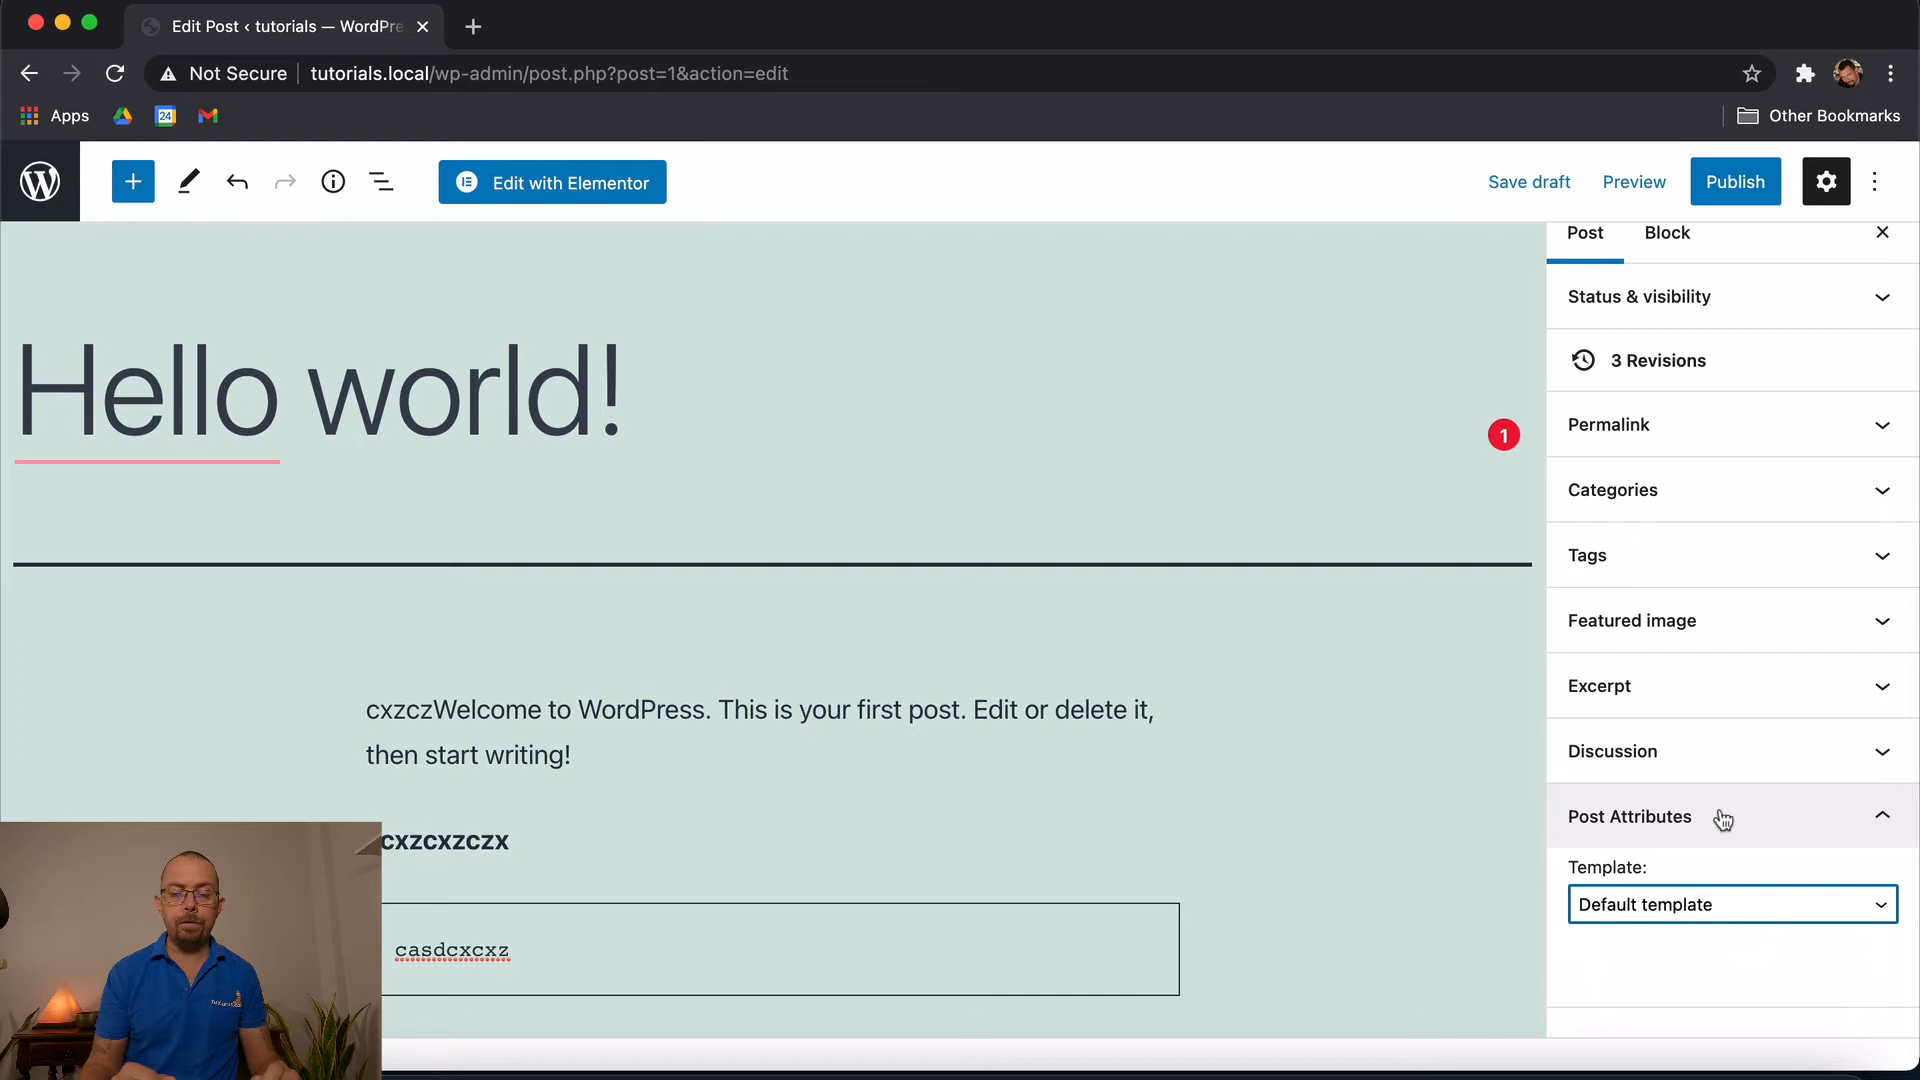 Edit Post ‹ tutorials — WordPre
Not Secure
tutorials.local/wp-admin/post.php?post=1&action=edit
Apps
24
Other Bookmarks
Edit with Elementor
Save draft
Preview
Publish
Post
Block
Status & visibility
3 Revisions
Permalink
Categories
Tags
Featured image
Excerpt
Discussion
Post Attributes
Template:
Default template
Hello world!
1
cxzczWelcome to WordPress. This is your first post. Edit or delete it,
then start writing!
cxzcxzczx
casdcxcxz